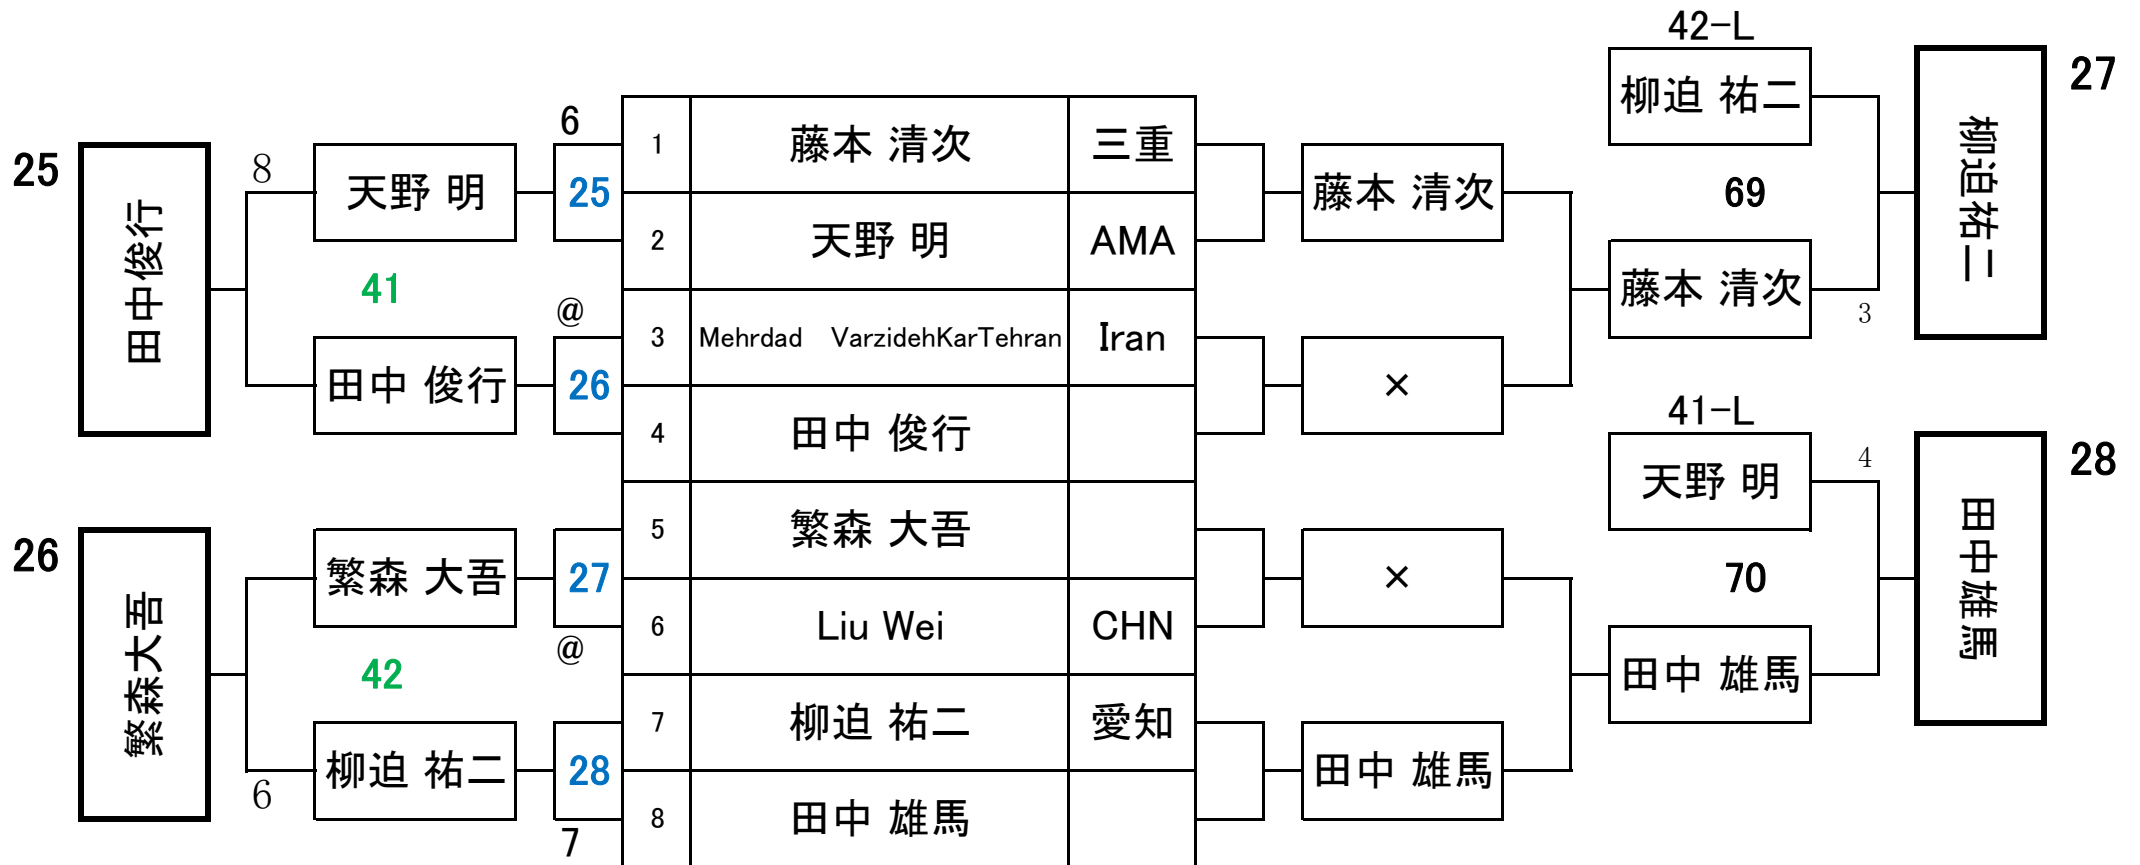 42-L
27
柳迫 祐二
6
1 藤本 清次 三重
柳迫祐二
25
8
天野 明
25
藤本 清次
69
田中俊行
2 天野 明 AMA
41
藤本 清次
@
3 Mehrdad VarzidehKarTehran Iran
3
田中 俊行
26
×
41-L
4 田中 俊行
28
4
天野 明
田中雄馬
26
5 繁森 大吾
繁森 大吾
27
×
70
繁森大吾
6 Liu Wei CHN
@
42
田中 雄馬
7 柳迫 祐二 愛知
柳迫 祐二
28
田中 雄馬
6
8 田中 雄馬
7